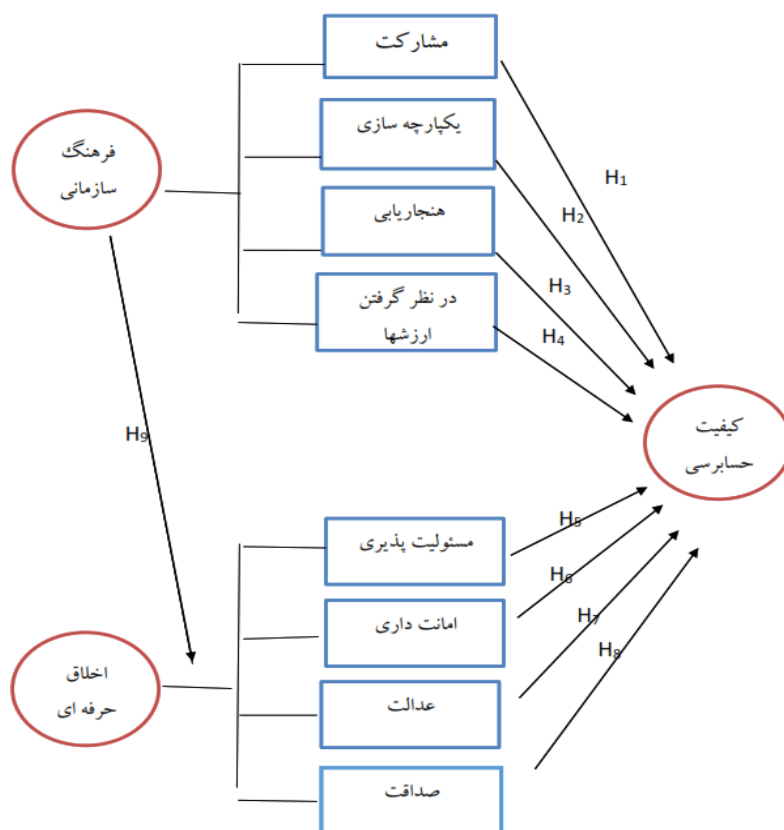 مشارکت
یکپارچه سازی
هنجاریابی
در نظر گرفتن
ارزشها
فرهنگ
سازمانی
H₁
H₂
H₃
H₄
کیفیت
حسابرسی
H₉
مسئولیت پذیری
امانت داری
عدالت
صداقت
H₅
H₆
H₇
H₈
اخلاق
حرفه ای